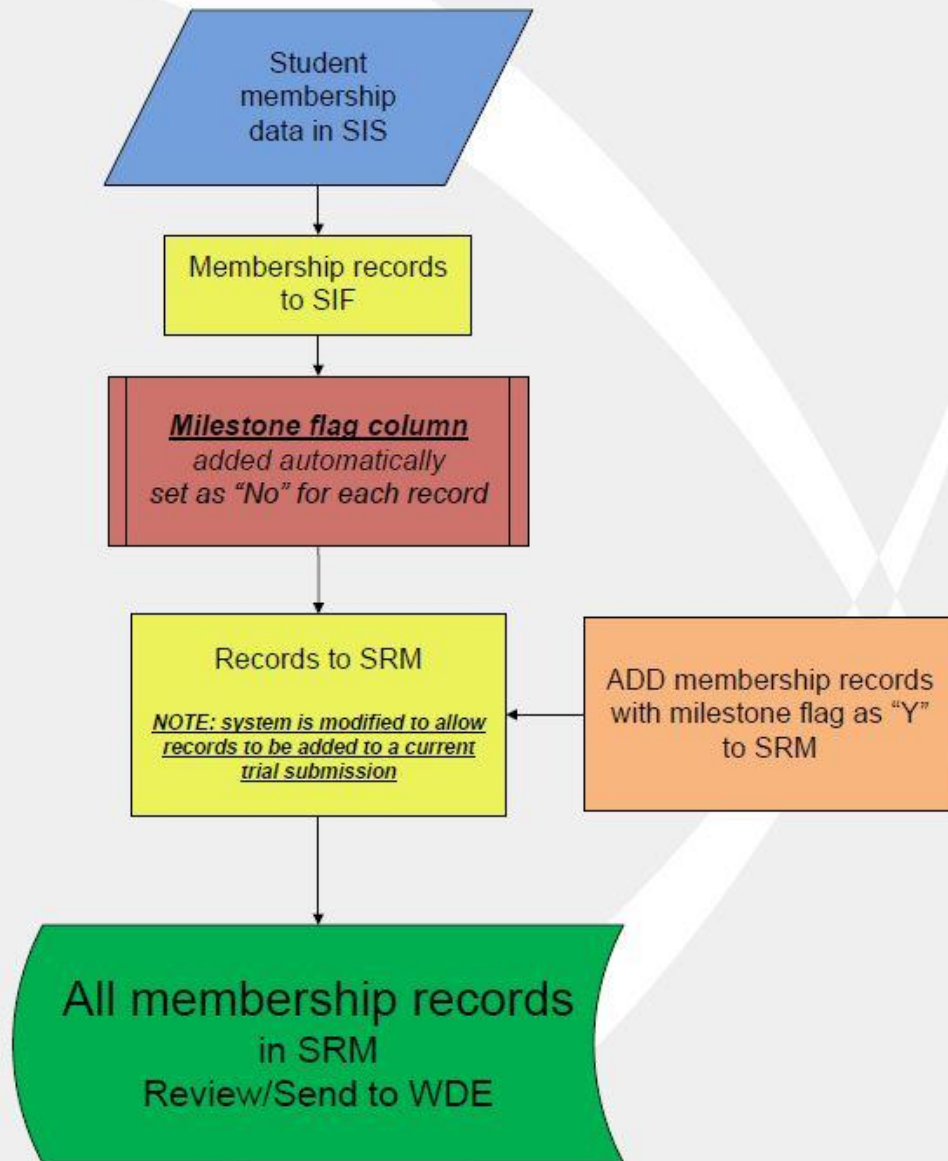 Student
membership
data in SIS
Membership records
to SIF
Milestone flag column
added automatically
set as “No” for each record
Records to SRM
NOTE: system is modified to allow
records to be added to a current
trial submission
ADD membership records
with milestone flag as “Y”
to SRM
All membership records
in SRM
Review/Send to WDE